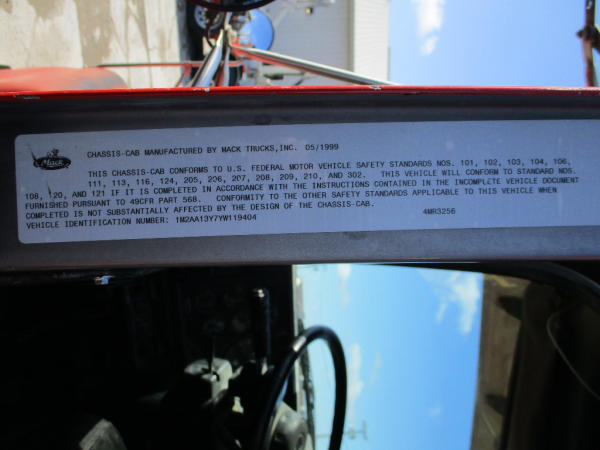 Mack
CHASSIS-CAB MANUFACTURED BY MACK TRUCKS,INC. 05/1999
THIS CHASSIS-CAB CONFORMS TO U.S. FEDERAL MOTOR VEHICLE SAFETY STANDARDS NOS. 101, 102, 103, 104, 106,
111, 113, 116, 124, 205, 206, 207, 208, 209, 210, AND 302. THIS VEHICLE WILL CONFORM TO STANDARD NOS.
108, 120, AND 121 IF IT IS COMPLETED IN ACCORDANCE WITH THE INSTRUCTIONS CONTAINED IN THE INCOMPLETE VEHICLE DOCUMENT
FURNISHED PURSUANT TO 49CFR PART 568. CONFORMITY TO THE OTHER SAFETY STANDARDS APPLICABLE TO THIS VEHICLE WHEN
COMPLETED IS NOT SUBSTANTIALLY AFFECTED BY THE DESIGN OF THE CHASSIS-CAB.
VEHICLE IDENTIFICATION NUMBER: 1M2AA13Y7YW119404 4MR3256